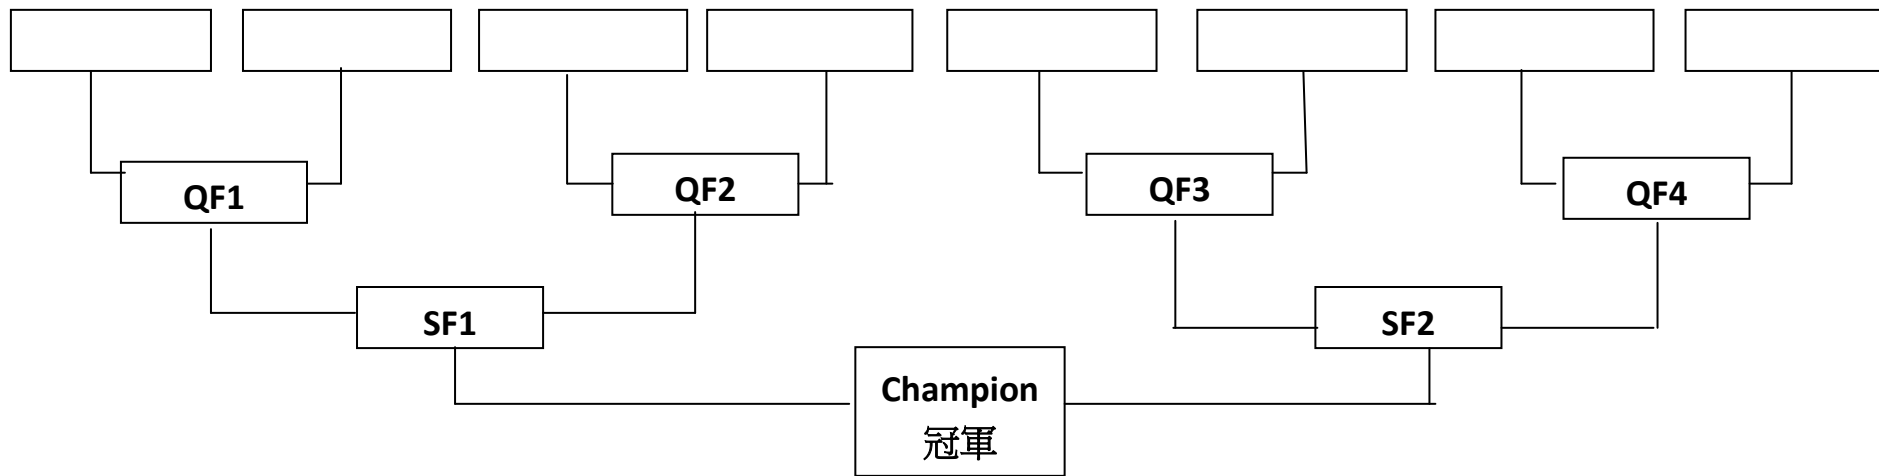 QF1
QF2
QF3
QF4
SF1
SF2
Champion
冠軍